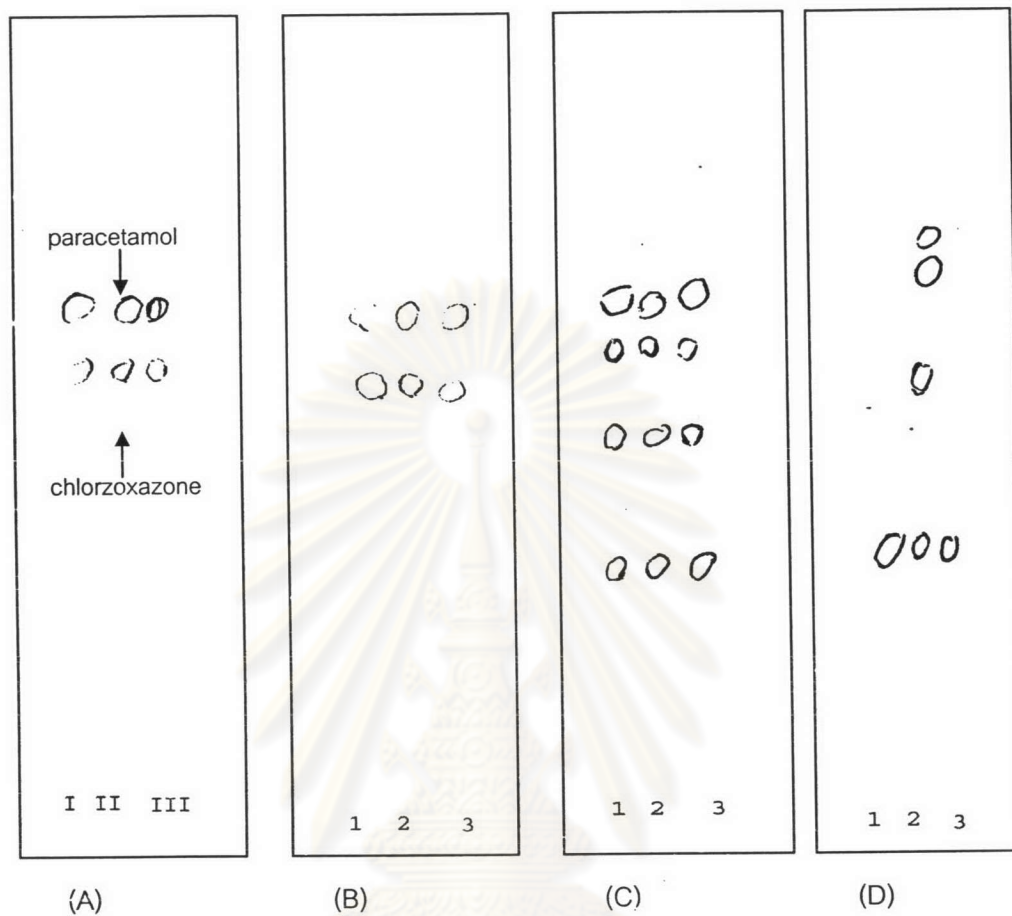 paracetamol
chlorzoxazone
I II III
1 2 3
1 2 3
1 2 3
(A) (B) (C) (D)